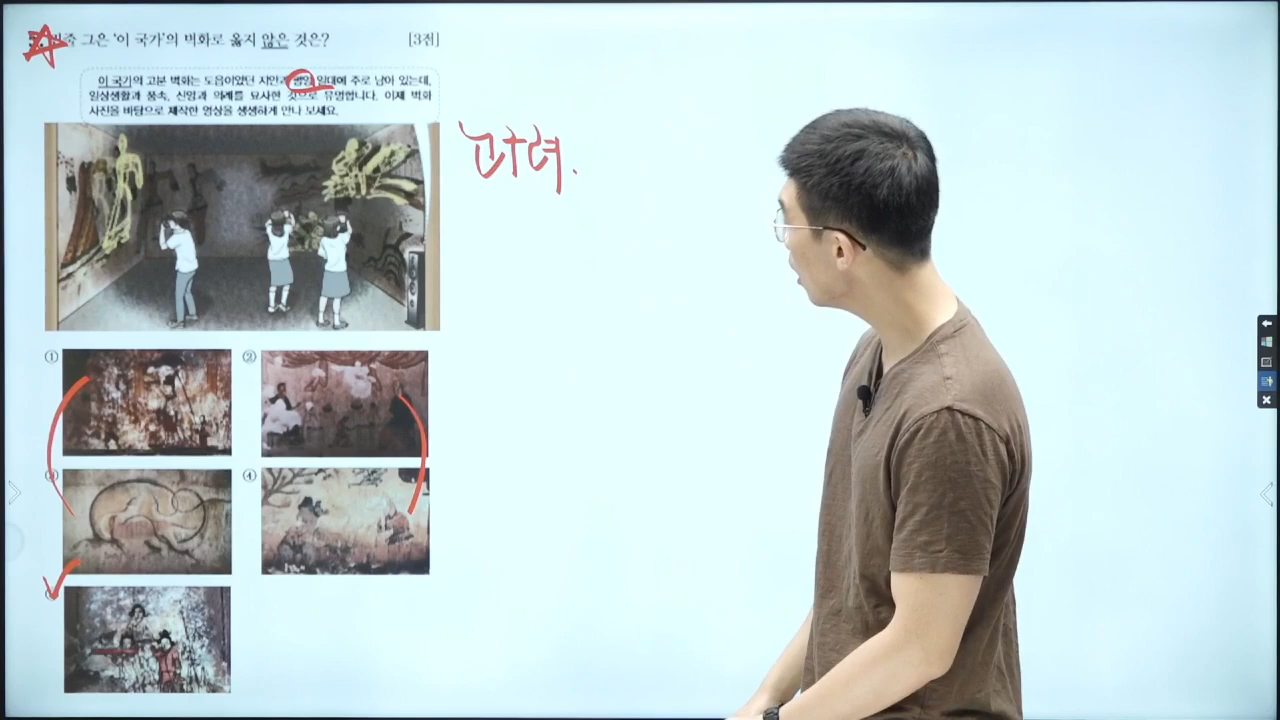 줄 그은 '이 국가'의 벽화로 옳지 않은 것은? [3점]
이 국가의 고분 벽화는 도읍이었던 지안과 평양 일대에 주로 남아 있는데,
일상생활과 풍속, 신앙과 의례를 묘사한 것으로 유명합니다. 이제 벽화
사진을 바탕으로 제작한 영상을 생생하게 만나 보세요.
① ②
④